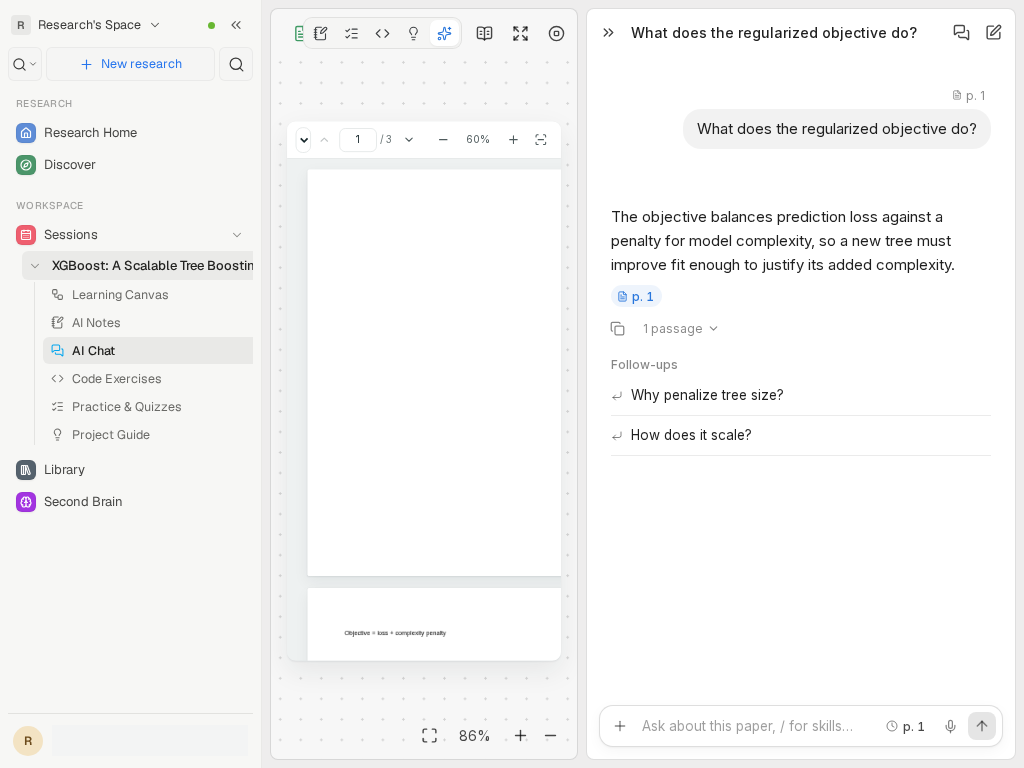 R Research's Space
New research
RESEARCH
Research Home
Discover
WORKSPACE
Sessions
XGBoost: A Scalable Tree Boostin
Learning Canvas
AI Notes
AI Chat
Code Exercises
Practice & Quizzes
Project Guide
Library
Second Brain
R
1 / 3
60%
Objective = loss + complexity penalty
86%
What does the regularized objective do?
p. 1
What does the regularized objective do?
The objective balances prediction loss against a
penalty for model complexity, so a new tree must
improve fit enough to justify its added complexity.
p. 1
1 passage
Follow-ups
Why penalize tree size?
How does it scale?
Ask about this paper, / for skills...
p. 1